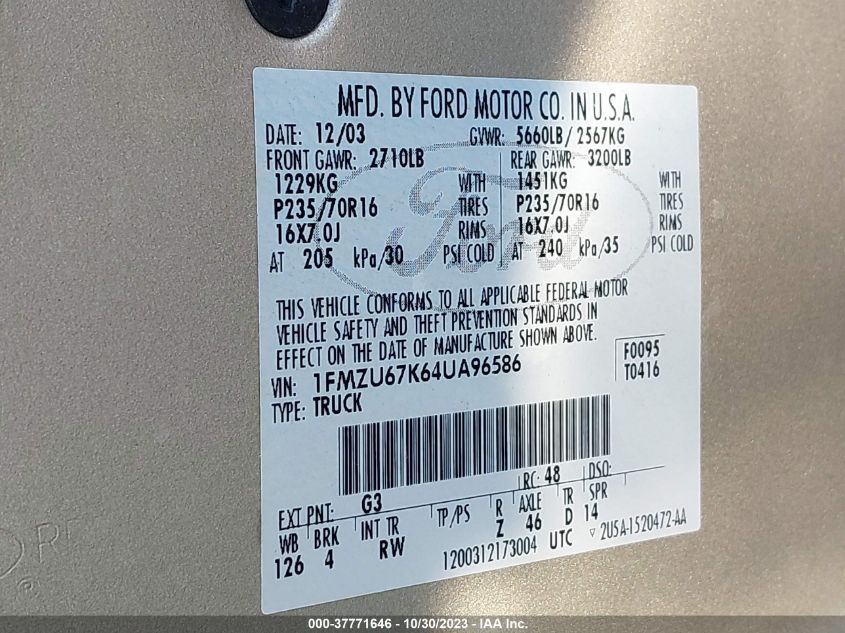 MFD. BY FORD MOTOR CO. IN U.S.A.
DATE: 12/03 GVWR: 5660LB / 2567KG
FRONT GAWR: 2710LB REAR GAWR: 3200LB
1229KG WITH 1451KG WITH
P235/70R16 TIRES P235/70R16 TIRES
16X7.0J RIMS 16X7.0J RIMS
AT 205 kPa/30 PSI COLD AT 240 kPa/35 PSI COLD
Ford
THIS VEHICLE CONFORMS TO ALL APPLICABLE FEDERAL MOTOR
VEHICLE SAFETY AND THEFT PREVENTION STANDARDS IN
EFFECT ON THE DATE OF MANUFACTURE SHOWN ABOVE.
VIN: 1FMZU67K64UA96586 F0095
TYPE: TRUCK T0416
EXT PNT: G3 RC: 48 DSO:
WB BRK INT TR TP/PS R AXLE TR SPR
126 4 RW Z 46 D 14
1200312173004 UTC ▽ 2U5A-1520472-AA
000-37771646 - 10/30/2023 - IAA Inc.